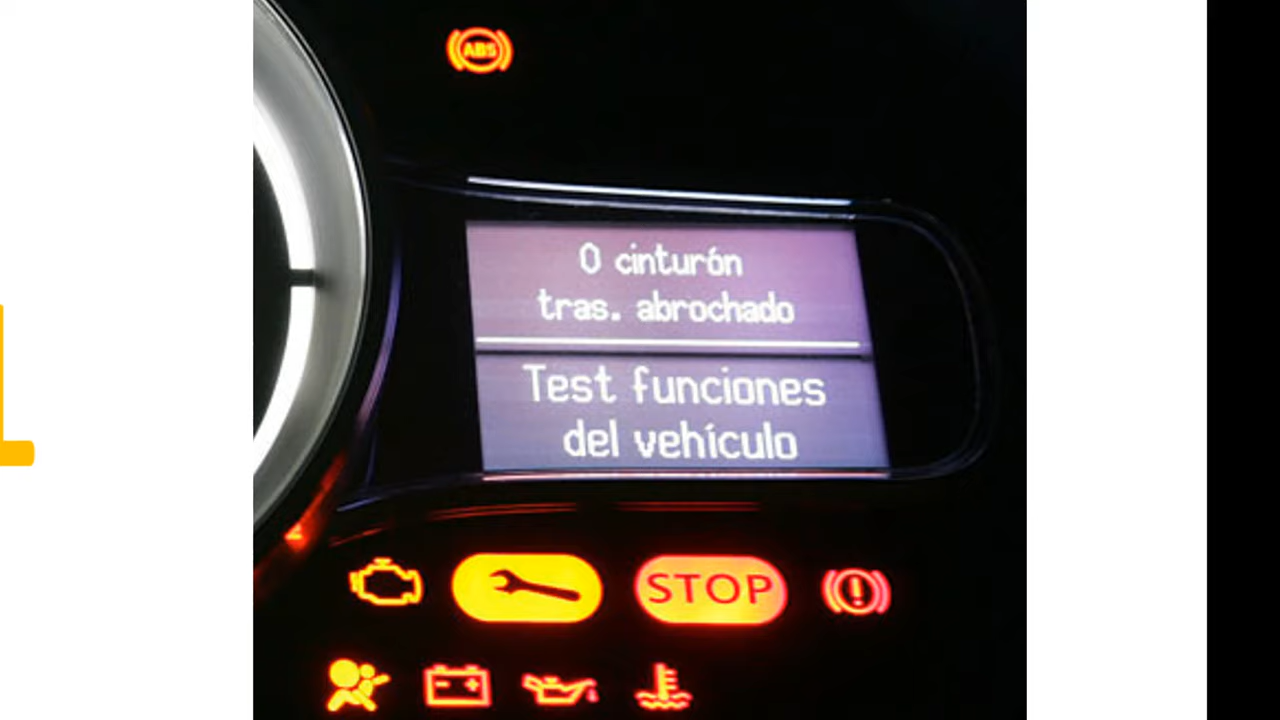 ABS
0 cinturón
tras. abrochado
Test funciones
del vehículo
STOP